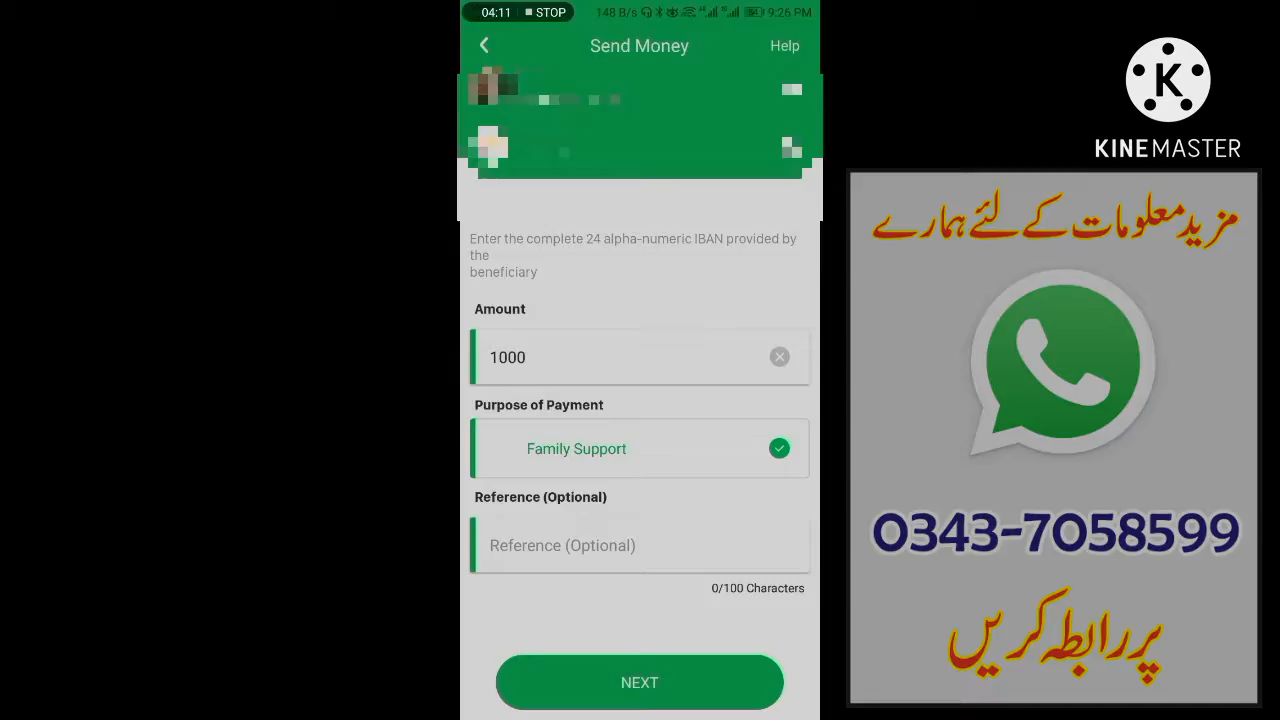 04:11 STOP 148 B/s 9:26 PM
Send Money Help
Enter the complete 24 alpha-numeric IBAN provided by
the
beneficiary
Amount
1000
Purpose of Payment
Family Support
Reference (Optional)
Reference (Optional)
0/100 Characters
NEXT
K
KINEMASTER
مزید معلومات کے لئے ہمارے
0343-7058599
پر رابطہ کریں